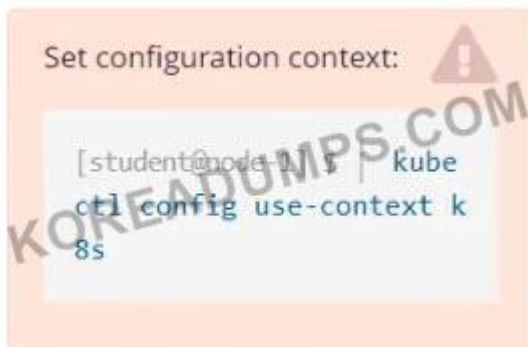 Set configuration context:
[student@node-1] $ | kube
ctl config use-context k
8s
KOREADUMPS.COM